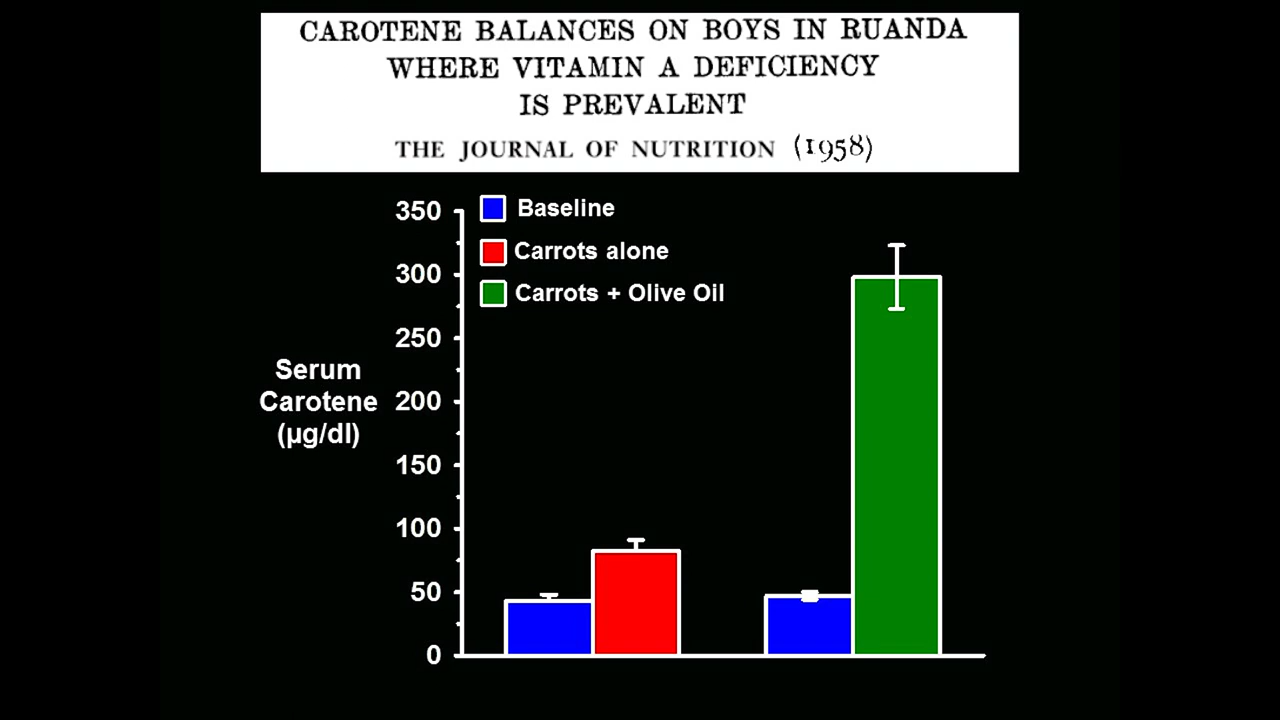 CAROTENE BALANCES ON BOYS IN RUANDA
WHERE VITAMIN A DEFICIENCY
IS PREVALENT
THE JOURNAL OF NUTRITION (1958)
350
300
250
200
150
100
50
0
Baseline
Carrots alone
Carrots + Olive Oil
Serum
Carotene
(µg/dl)